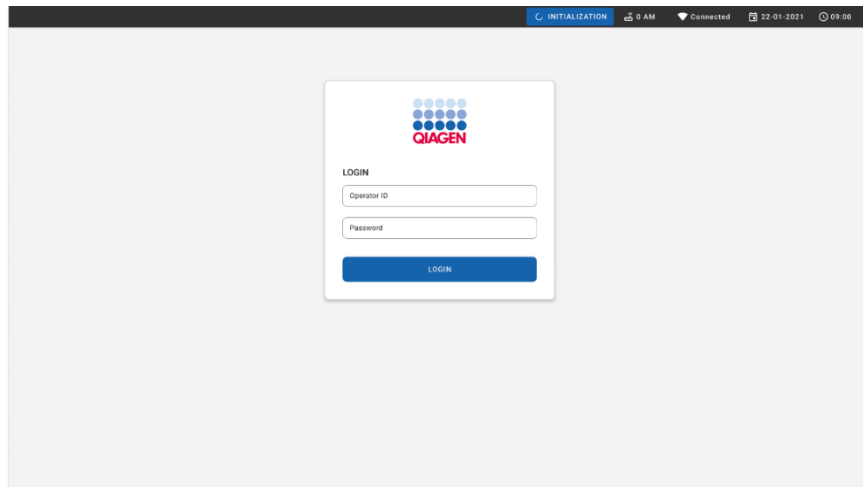 INITIALIZATION 0 AM Connected 22-01-2021 09:00
QIAGEN
LOGIN
Operator ID
Password
LOGIN